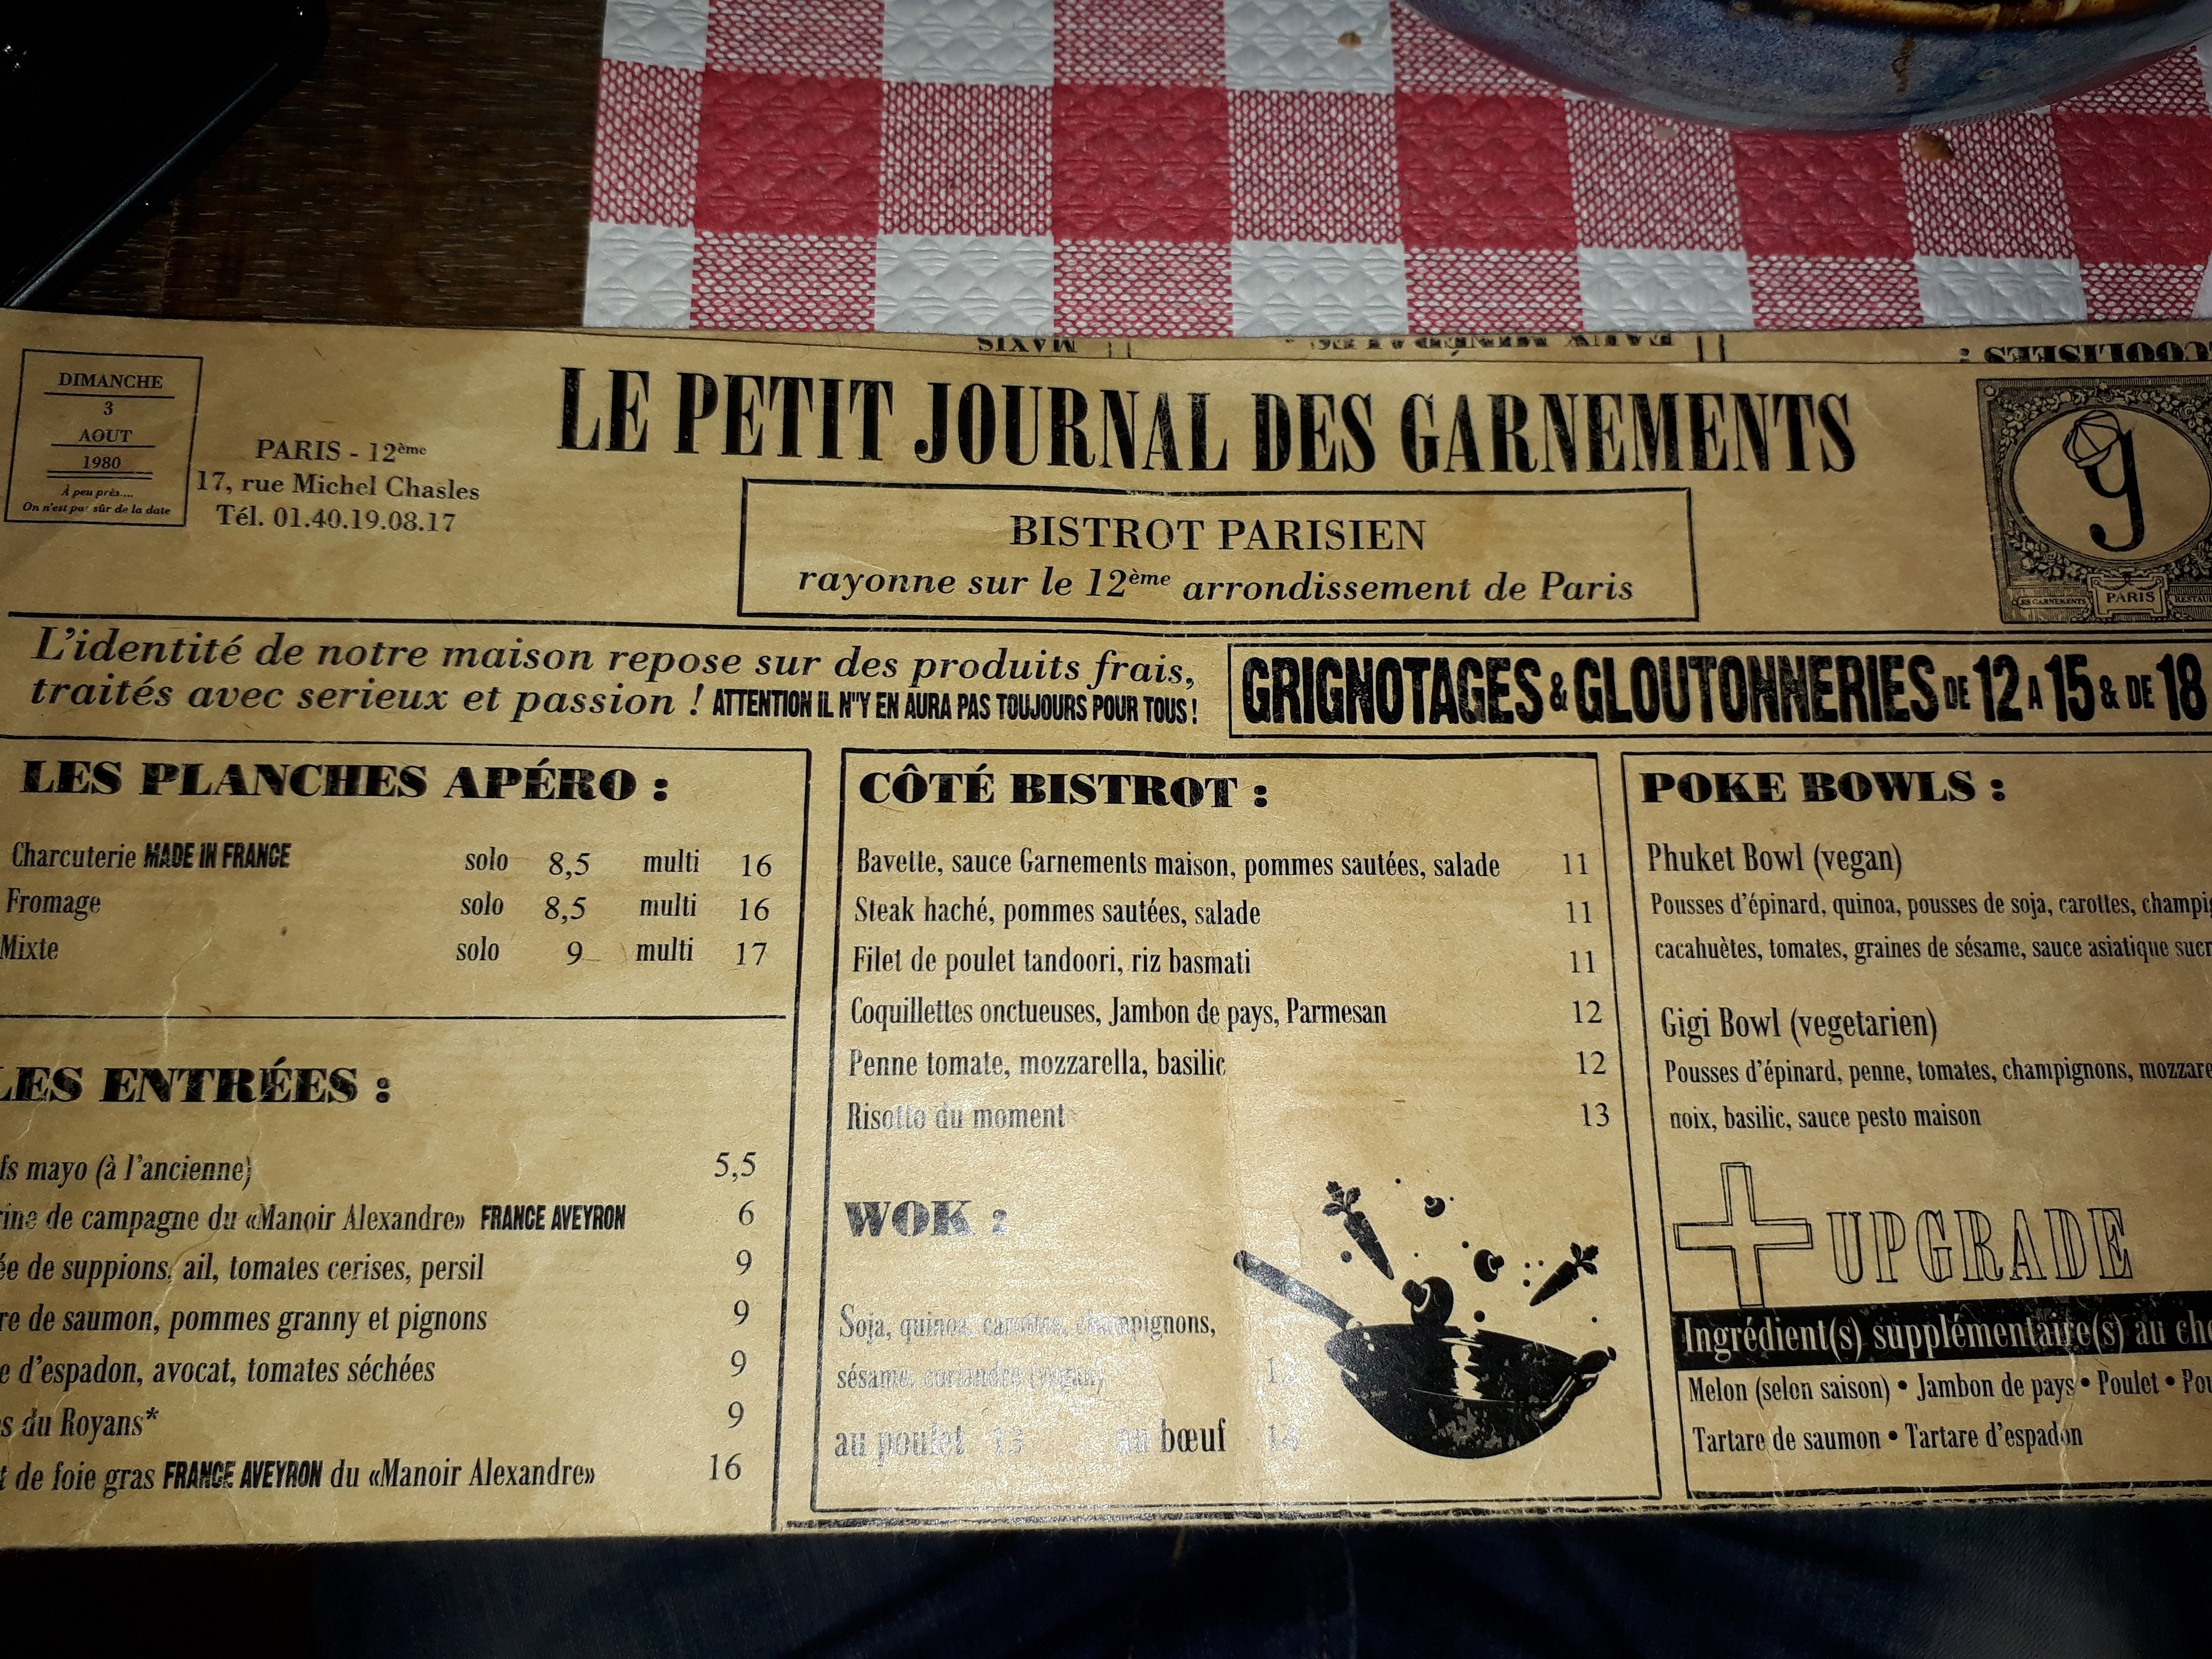 MAXIS
EAUX MINÉRALES
DIMANCHE
3
AOUT
1980
À peu près....
On n'est pas sûr de la date
PARIS - 12ème
17, rue Michel Chasles
Tél. 01.40.19.08.17
LE PETIT JOURNAL DES GARNEMENTS
BISTROT PARISIEN
rayonne sur le 12ème arrondissement de Paris
g
LES GARNEMENTS PARIS
L'identité de notre maison repose sur des produits frais,
traités avec serieux et passion ! ATTENTION IL N"Y EN AURA PAS TOUJOURS POUR TOUS !
GRIGNOTAGES & GLOUTONNERIES DE 12 A 15 & DE 18
LES PLANCHES APÉRO :
Charcuterie MADE IN FRANCE solo 8,5 multi 16
Fromage solo 8,5 multi 16
Mixte solo 9 multi 17
LES ENTRÉES :
mayo (à l'ancienne) 5,5
de campagne du «Manoir Alexandre» FRANCE AVEYRON 6
de suppions, ail, tomates cerises, persil 9
de saumon, pommes granny et pignons 9
d'espadon, avocat, tomates séchées 9
du Royans* 9
de foie gras FRANCE AVEYRON du «Manoir Alexandre» 16
CÔTÉ BISTROT :
Bavette, sauce Garnements maison, pommes sautées, salade 11
Steak haché, pommes sautées, salade 11
Filet de poulet tandoori, riz basmati 11
Coquillettes onctueuses, Jambon de pays, Parmesan 12
Penne tomate, mozzarella, basilic 12
Risotto du moment 13
WOK :
Soja, quinoa, carottes, champignons,
sésame, coriandre (vegan) 12
au poulet 13 au bœuf 14
POKE BOWLS :
Phuket Bowl (vegan)
Pousses d'épinard, quinoa, pousses de soja, carottes,
cacahuètes, tomates, graines de sésame, sauce asiatique
Gigi Bowl (vegetarien)
Pousses d'épinard, penne, tomates, champignons,
noix, basilic, sauce pesto maison
+ UPGRADE
Ingrédient(s) supplémentaire(s) au
Melon (selon saison) • Jambon de pays • Poulet •
Tartare de saumon • Tartare d'espadon